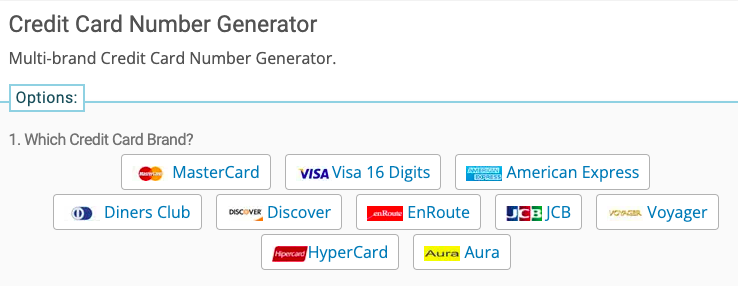 Credit Card Number Generator
Multi-brand Credit Card Number Generator.
Options:
1. Which Credit Card Brand?
MasterCard MasterCard VISA Visa 16 Digits AMERICAN EXPRESS American Express
Diners Club DISCOVER Discover enRoute EnRoute JCB JCB VOYAGER Voyager
Hipercard HyperCard Aura Aura